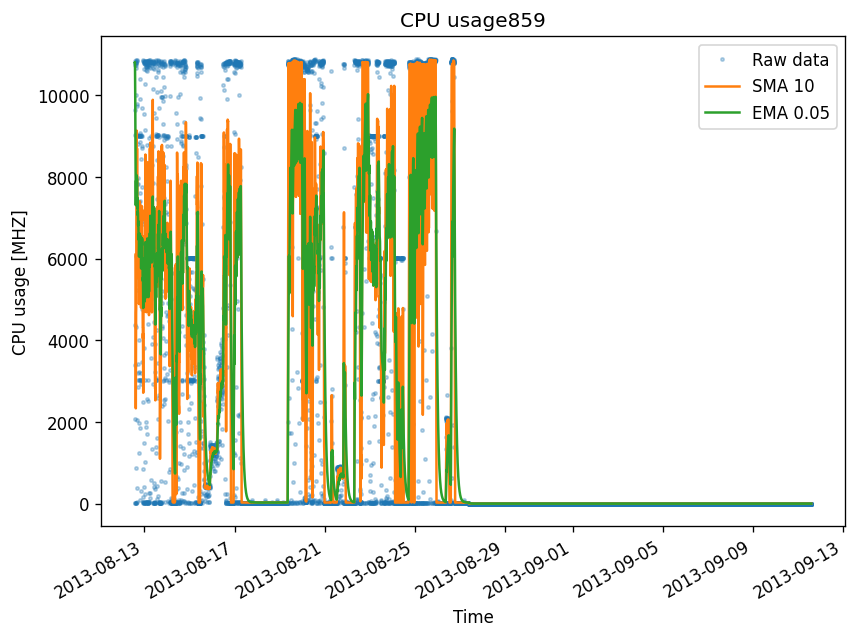 CPU usage859
Raw data
SMA 10
EMA 0.05
CPU usage [MHZ]
10000
8000
6000
4000
2000
0
2013-08-13
2013-08-17
2013-08-21
2013-08-25
2013-08-29
2013-09-01
2013-09-05
2013-09-09
2013-09-13
Time